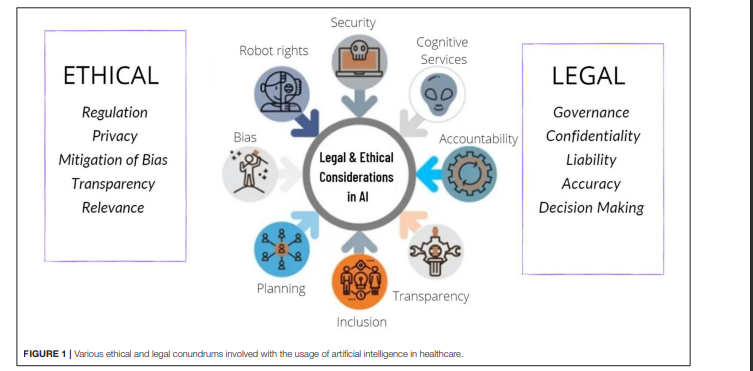 ETHICAL
Regulation
Privacy
Mitigation of Bias
Transparency
Relevance
Security
Robot rights
Cognitive
Services
Bias
Accountability
Legal & Ethical
Considerations
in AI
Planning
Transparency
Inclusion
LEGAL
Governance
Confidentiality
Liability
Accuracy
Decision Making
FIGURE 1 | Various ethical and legal conundrums involved with the usage of artificial intelligence in healthcare.